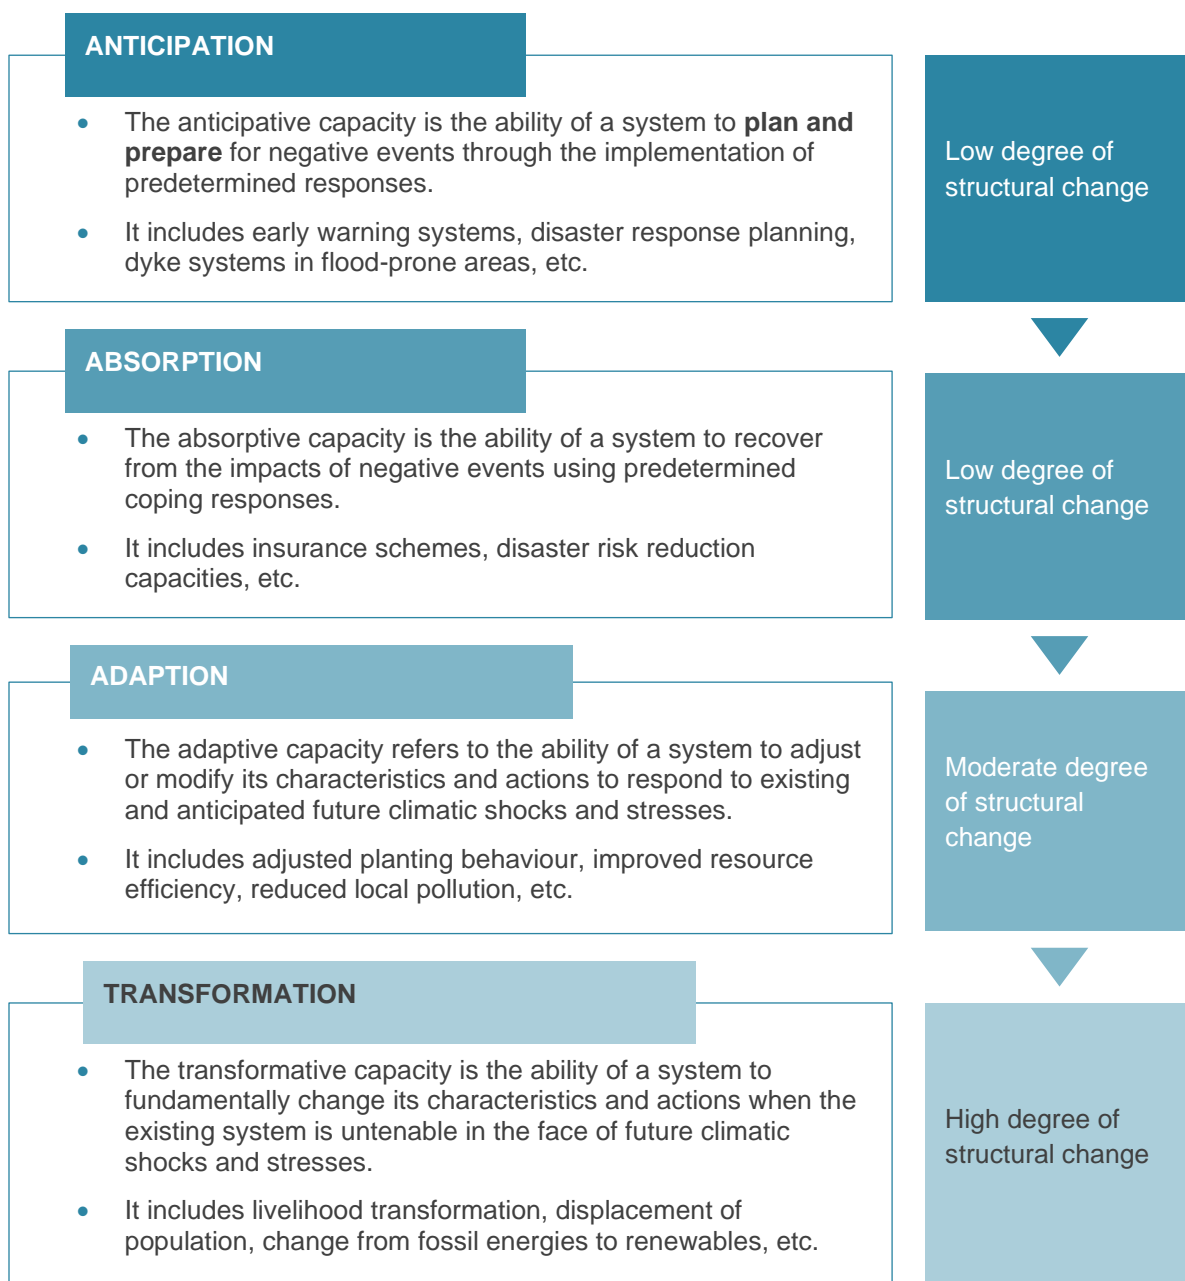 ANTICIPATION
• The anticipative capacity is the ability of a system to plan and
prepare for negative events through the implementation of
predetermined responses.
• It includes early warning systems, disaster response planning,
dyke systems in flood-prone areas, etc.
Low degree of
structural change
ABSORPTION
• The absorptive capacity is the ability of a system to recover
from the impacts of negative events using predetermined
coping responses.
• It includes insurance schemes, disaster risk reduction
capacities, etc.
Low degree of
structural change
ADAPTION
• The adaptive capacity refers to the ability of a system to adjust
or modify its characteristics and actions to respond to existing
and anticipated future climatic shocks and stresses.
• It includes adjusted planting behaviour, improved resource
efficiency, reduced local pollution, etc.
Moderate degree
of structural
change
TRANSFORMATION
• The transformative capacity is the ability of a system to
fundamentally change its characteristics and actions when the
existing system is untenable in the face of future climatic
shocks and stresses.
• It includes livelihood transformation, displacement of
population, change from fossil energies to renewables, etc.
High degree of
structural change